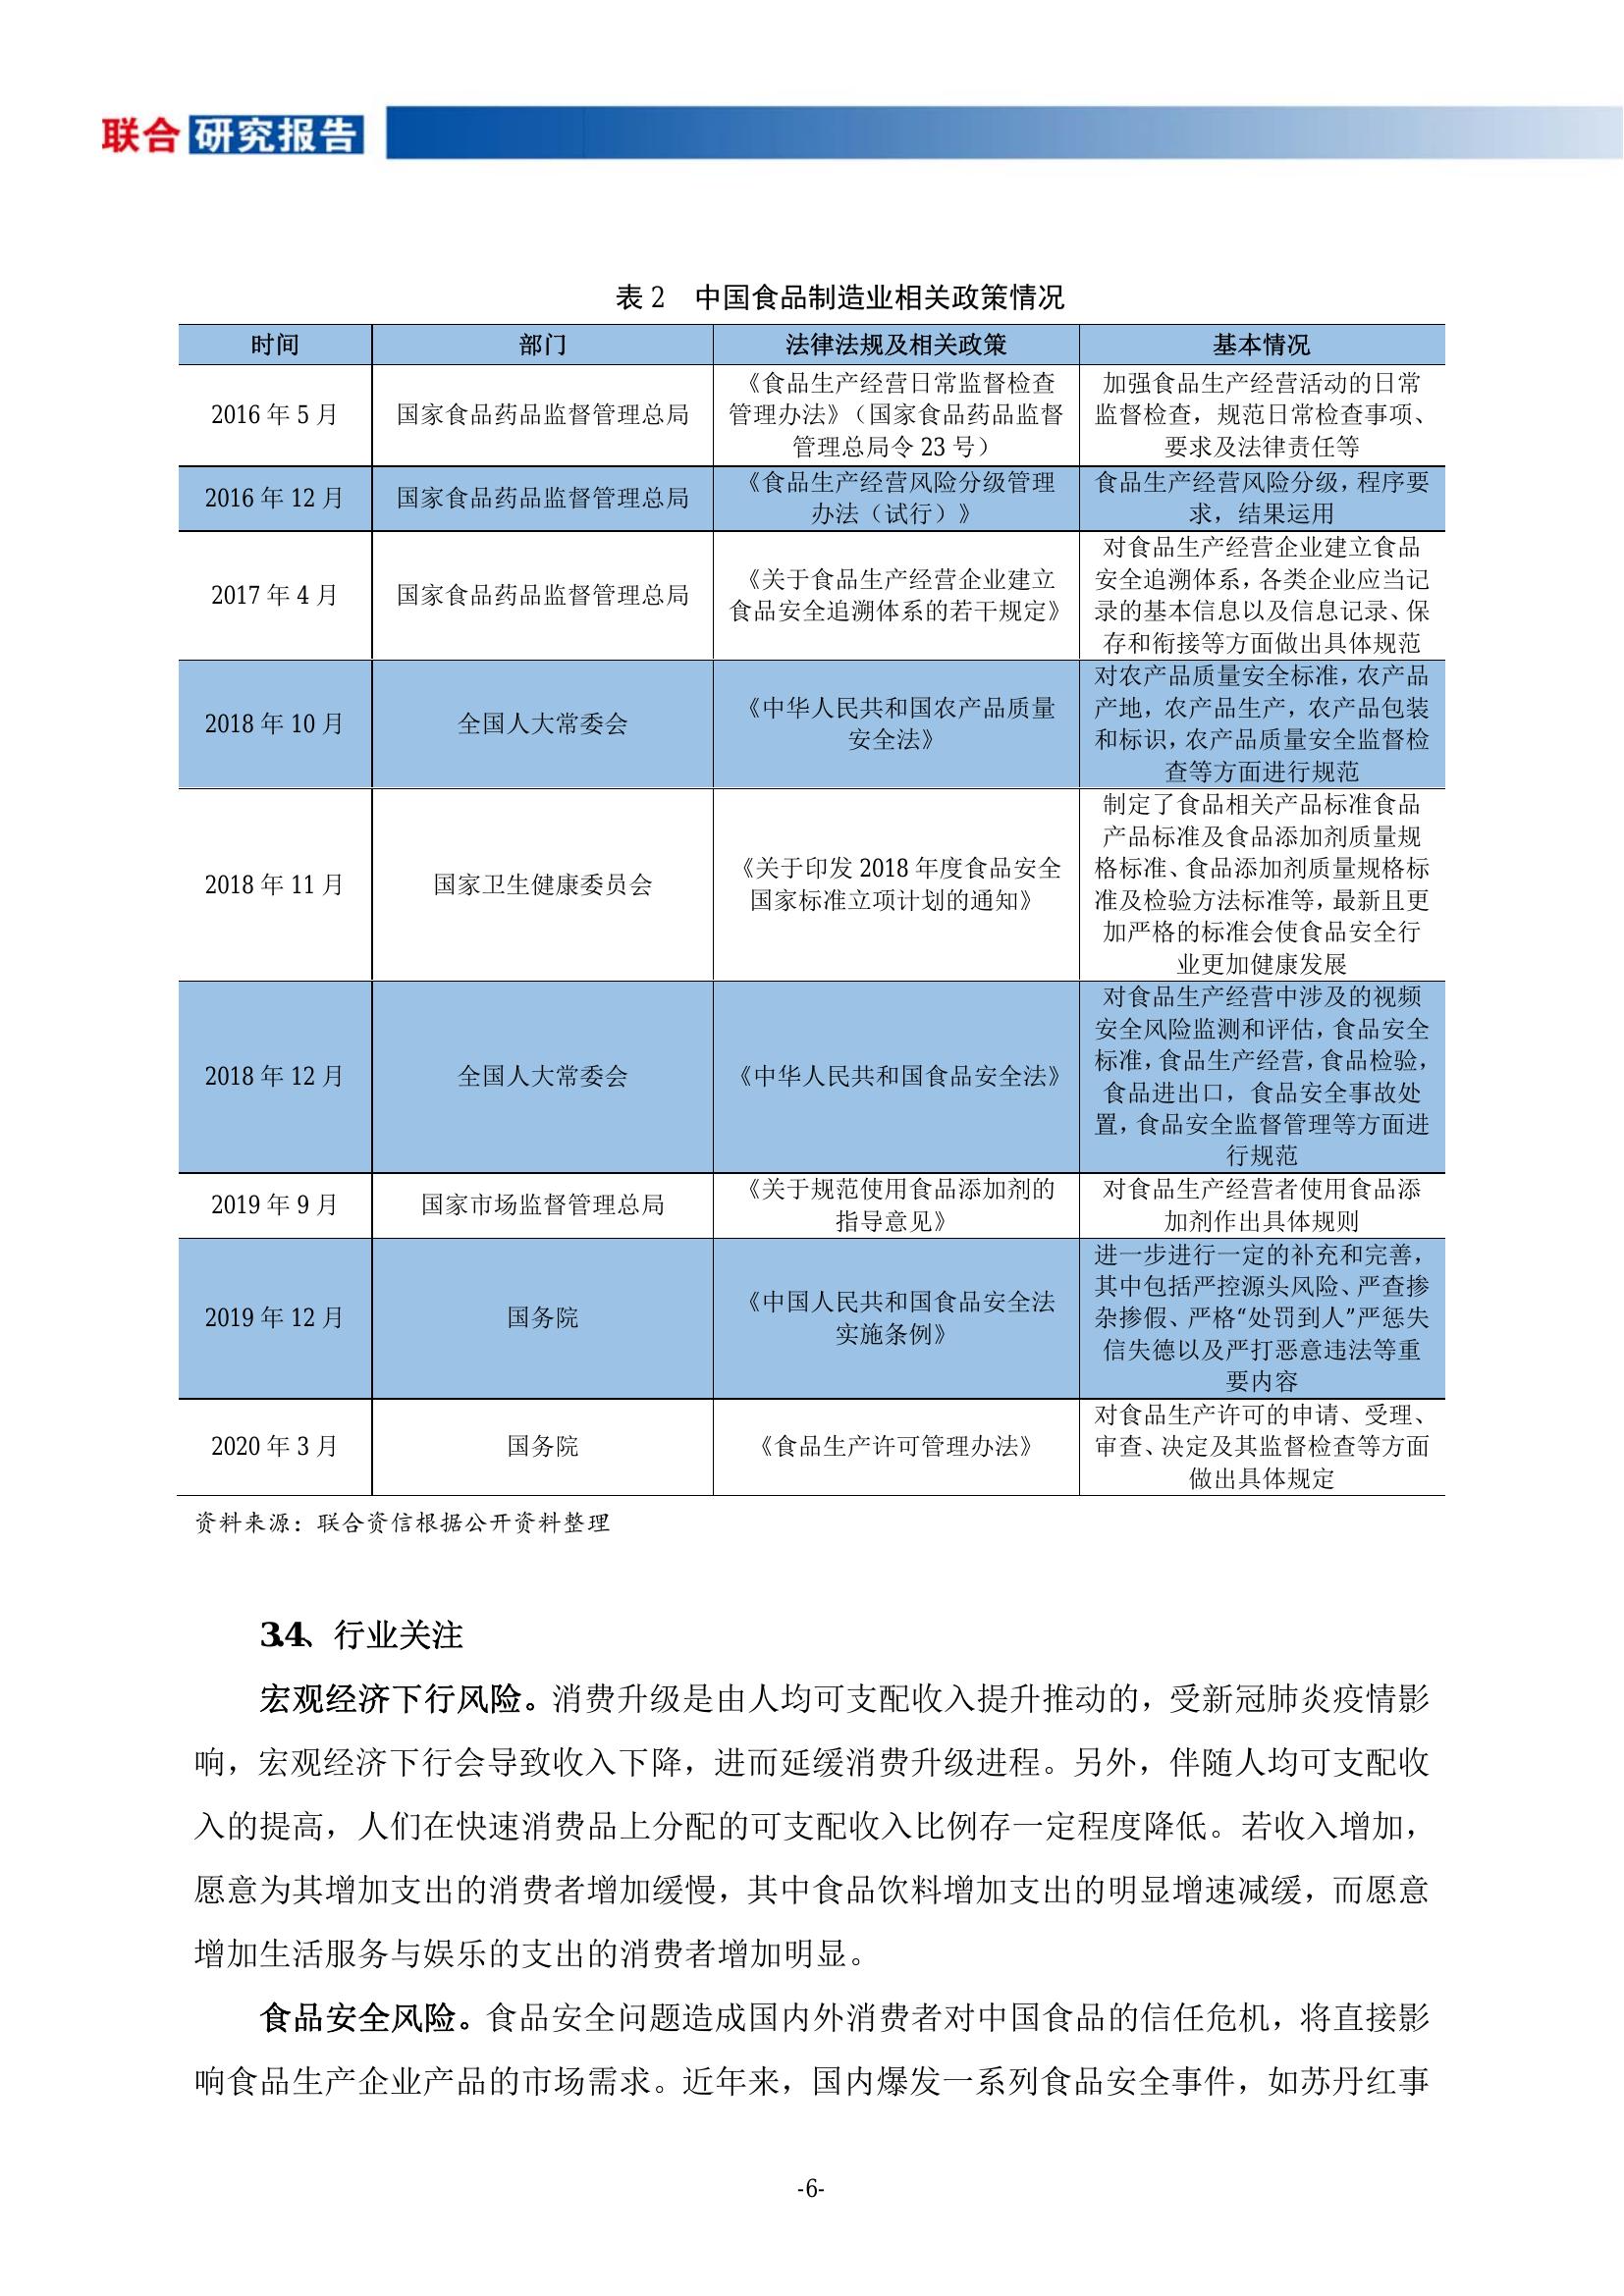 联合 研究报告
表 2 中国食品制造业相关政策情况
时间 部门 法律法规及相关政策 基本情况
2016 年 5 月 国家食品药品监督管理总局
《食品生产经营日常监督检查
管理办法》（国家食品药品监督
管理总局令 23 号）
加强食品生产经营活动的日常
监督检查，规范日常检查事项、
要求及法律责任等
2016 年 12 月 国家食品药品监督管理总局
《食品生产经营风险分级管理
办法（试行）》
食品生产经营风险分级，程序要
求，结果运用
2017 年 4 月 国家食品药品监督管理总局
《关于食品生产经营企业建立
食品安全追溯体系的若干规定》
对食品生产经营企业建立食品
安全追溯体系，各类企业应当记
录的基本信息以及信息记录、保
存和衔接等方面做出具体规范
2018 年 10 月 全国人大常委会
《中华人民共和国农产品质量
安全法》
对农产品质量安全标准，农产品
产地，农产品生产，农产品包装
和标识，农产品质量安全监督检
查等方面进行规范
2018 年 11 月 国家卫生健康委员会
《关于印发 2018 年度食品安全
国家标准立项计划的通知》
制定了食品相关产品标准食品
产品标准及食品添加剂质量规
格标准、食品添加剂质量规格标
准及检验方法标准等，最新且更
加严格的标准会使食品安全行
业更加健康发展
2018 年 12 月 全国人大常委会
《中华人民共和国食品安全法》
对食品生产经营中涉及的视频
安全风险监测和评估，食品安全
标准，食品生产经营，食品检验，
食品进出口，食品安全事故处
置，食品安全监督管理等方面进
行规范
2019 年 9 月 国家市场监督管理总局
《关于规范使用食品添加剂的
指导意见》
对食品生产经营者使用食品添
加剂作出具体规则
2019 年 12 月 国务院
《中国人民共和国食品安全法
实施条例》
进一步进行一定的补充和完善，
其中包括严控源头风险、严查掺
杂掺假、严格“处罚到人”严惩失
信失德以及严打恶意违法等重
要内容
2020 年 3 月 国务院
《食品生产许可管理办法》
对食品生产许可的申请、受理、
审查、决定及其监督检查等方面
做出具体规定
资料来源：联合资信根据公开资料整理
3.4、行业关注
宏观经济下行风险。消费升级是由人均可支配收入提升推动的，受新冠肺炎疫情影
响，宏观经济下行会导致收入下降，进而延缓消费升级进程。另外，伴随人均可支配收
入的提高，人们在快速消费品上分配的可支配收入比例存一定程度降低。若收入增加，
愿意为其增加支出的消费者增加缓慢，其中食品饮料增加支出的明显增速减缓，而愿意
增加生活服务与娱乐的支出的消费者增加明显。
食品安全风险。食品安全问题造成国内外消费者对中国食品的信任危机，将直接影
响食品生产企业产品的市场需求。近年来，国内爆发一系列食品安全事件，如苏丹红事
-6-